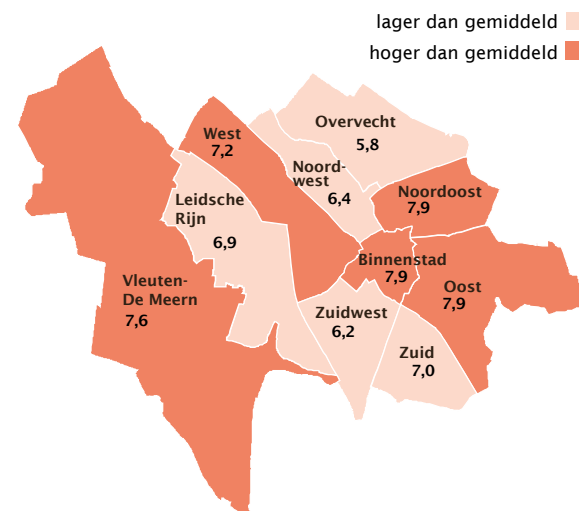 lager dan gemiddeld
hoger dan gemiddeld
Overvecht
5,8
West
7,2
Noord-
west
6,4
Noordoost
7,9
Leidsche
Rijn
6,9
Binnenstad
7,9
Vleuten-
De Meern
7,6
Oost
7,9
Zuidwest
6,2
Zuid
7,0